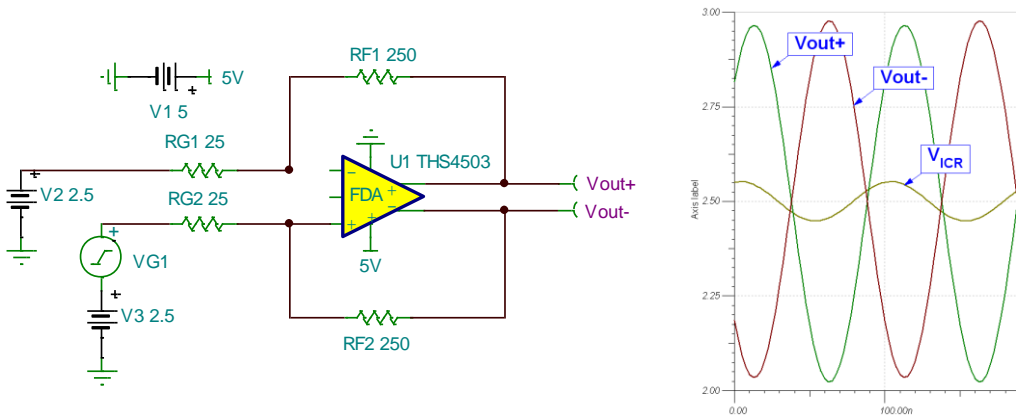 RF1 250
5V
V1 5
RG1 25
U1 THS4503
V2 2.5
RG2 25
FDA
Vout+
Vout-
VG1
5V
V3 2.5
RF2 250
3.00
Vout+
Vout-
2.75
VICR
Axis label
2.50
2.25
2.00
0.00
100.00n